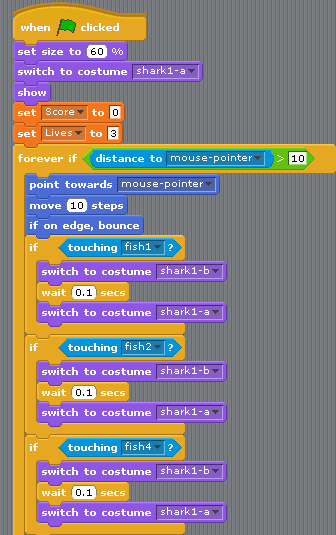 when clicked
set size to 60 %
switch to costume shark1-a
show
set Score to 0
set Lives to 3
forever if distance to mouse-pointer > 10
point towards mouse-pointer
move 10 steps
if on edge, bounce
if touching fish1 ?
switch to costume shark1-b
wait 0.1 secs
switch to costume shark1-a
if touching fish2 ?
switch to costume shark1-b
wait 0.1 secs
switch to costume shark1-a
if touching fish4 ?
switch to costume shark1-b
wait 0.1 secs
switch to costume shark1-a